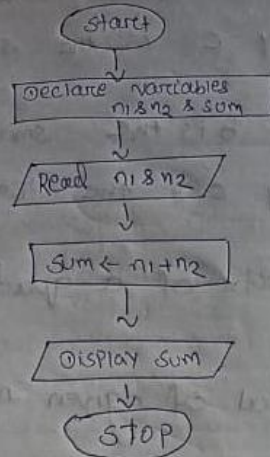 Start
Declare variables
n1 & n2 & sum
Read n1 & n2
sum ← n1+n2
Display sum
STOP